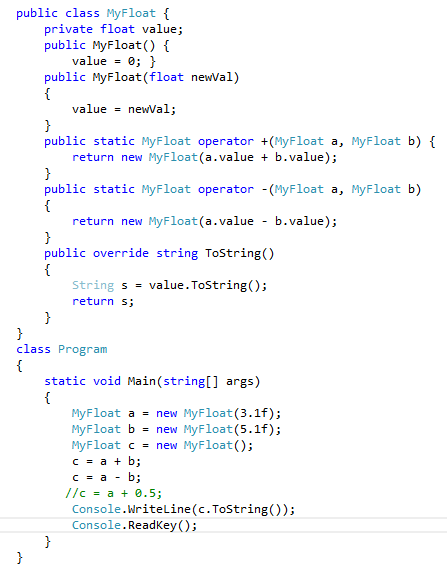 public class MyFloat {
    private float value;
    public MyFloat() {
        value = 0; }
    public MyFloat(float newVal)
    {
        value = newVal;
    }
    public static MyFloat operator +(MyFloat a, MyFloat b) {
        return new MyFloat(a.value + b.value);
    }
    public static MyFloat operator -(MyFloat a, MyFloat b)
    {
        return new MyFloat(a.value - b.value);
    }
    public override string ToString()
    {
        String s = value.ToString();
        return s;
    }
}
class Program
{
    static void Main(string[] args)
    {
        MyFloat a = new MyFloat(3.1f);
        MyFloat b = new MyFloat(5.1f);
        MyFloat c = new MyFloat();
        c = a + b;
        c = a - b;
       //c = a + 0.5;
        Console.WriteLine(c.ToString());
        Console.ReadKey();
    }
}